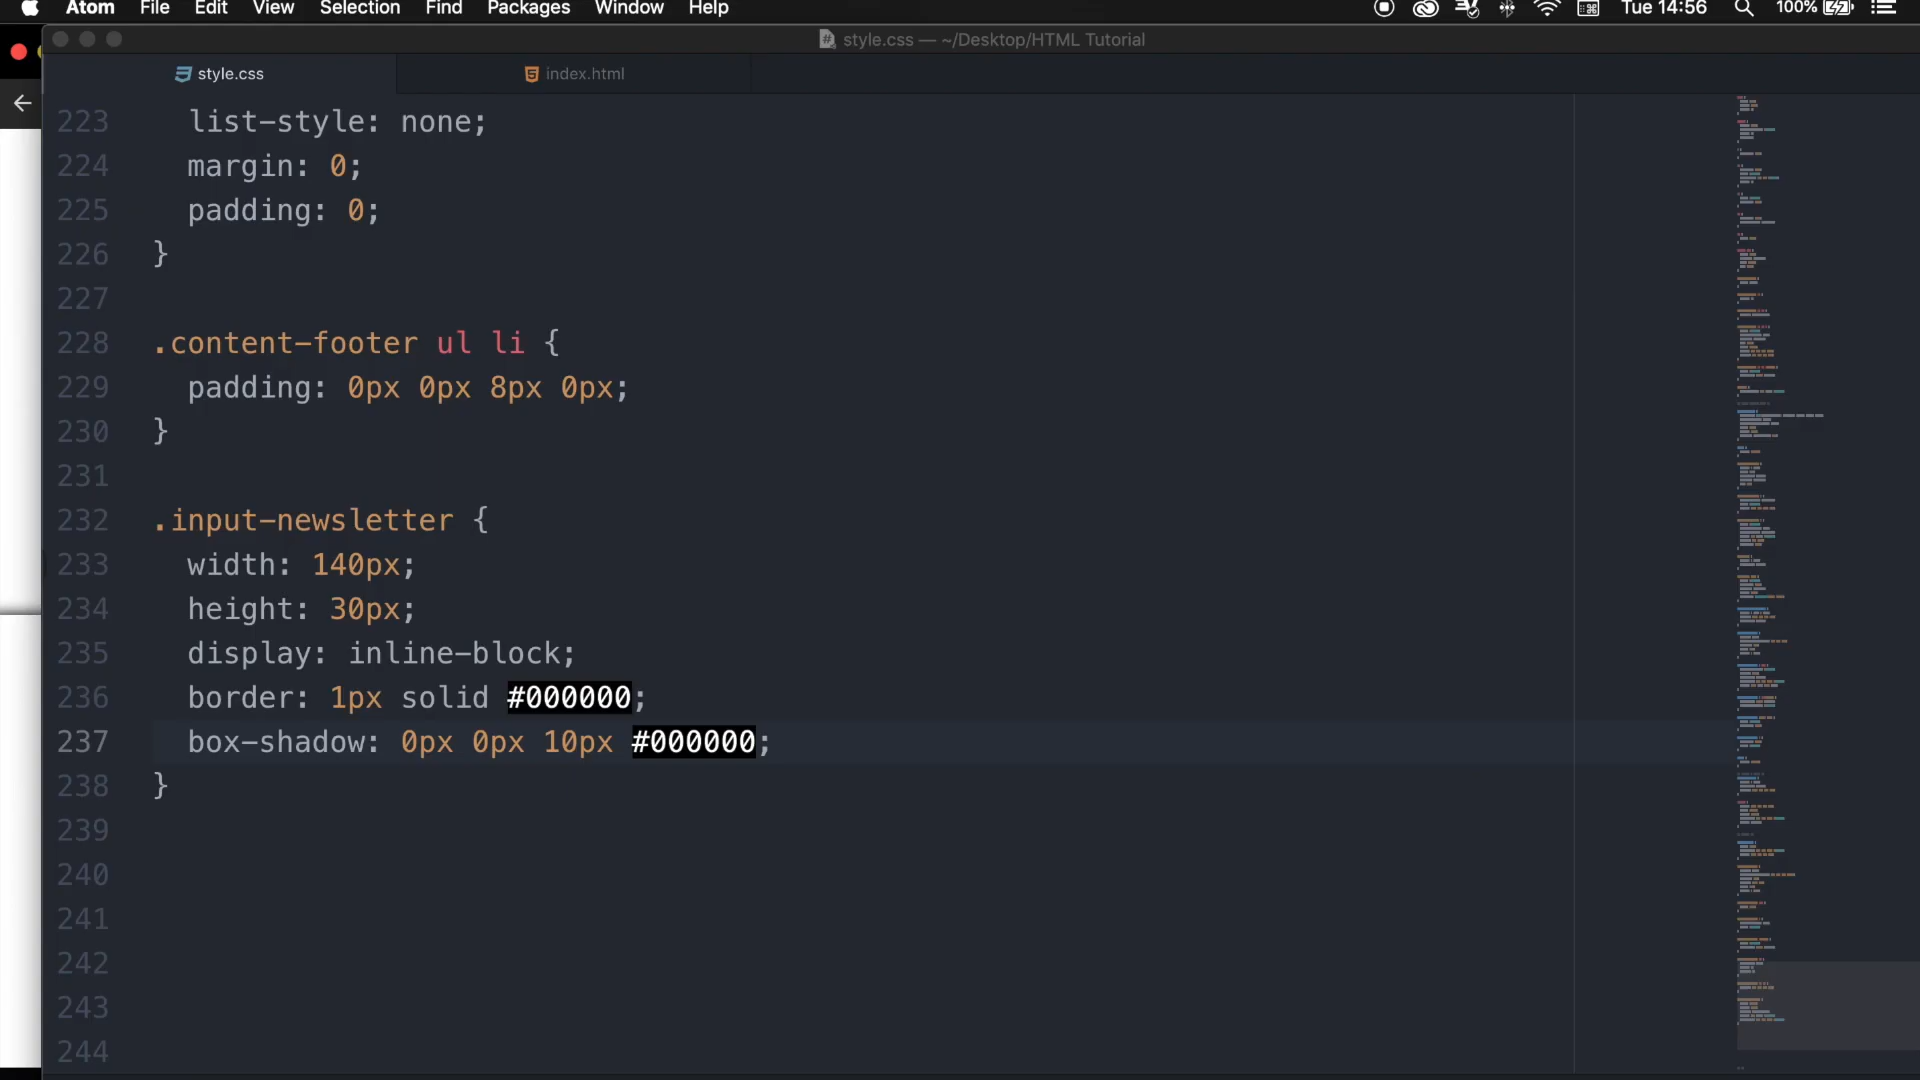 Atom File Edit View Selection Find Packages Window Help Tue 14:56 100%
style.css — ~/Desktop/HTML Tutorial
style.css index.html
223 list-style: none;
224 margin: 0;
225 padding: 0;
226 }
227
228 .content-footer ul li {
229 padding: 0px 0px 8px 0px;
230 }
231
232 .input-newsletter {
233 width: 140px;
234 height: 30px;
235 display: inline-block;
236 border: 1px solid #000000;
237 box-shadow: 0px 0px 10px #000000;
238 }
239
240
241
242
243
244